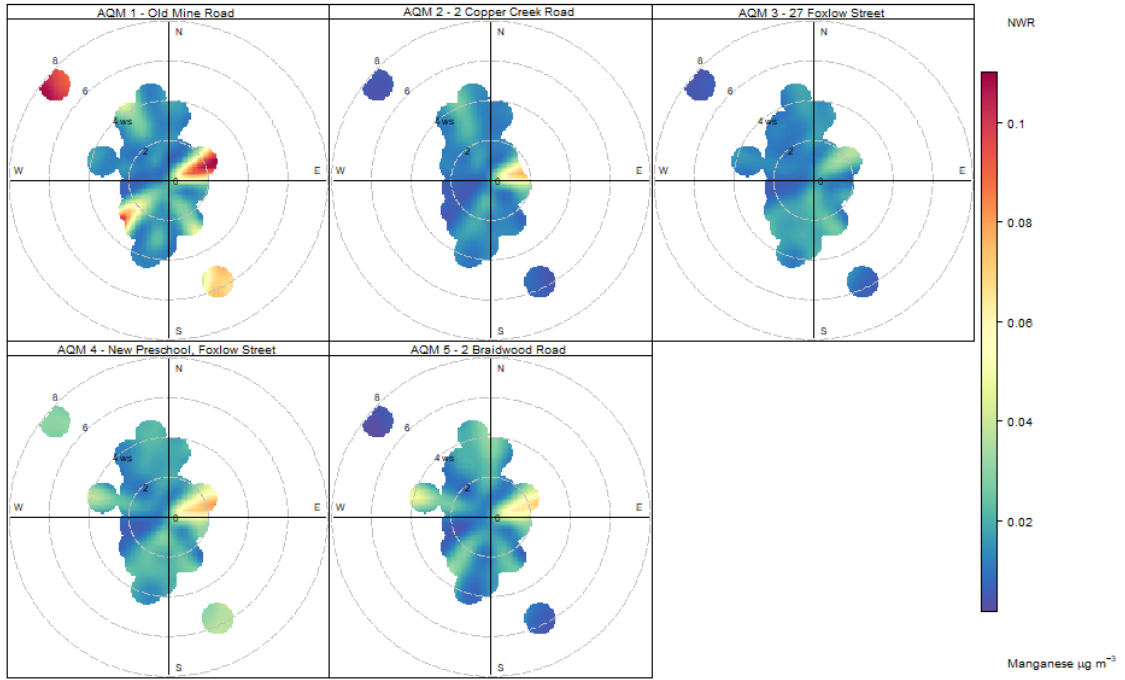 AQM 1 - Old Mine Road
AQM 2 - 2 Copper Creek Road
AQM 3 - 27 Foxlow Street
NWR
N
8
6
4 ws
2
0
W
E
S
N
8
6
4 ws
2
0
W
E
S
N
8
6
4 ws
2
0
W
E
S
AQM 4 - New Preschool, Foxlow Street
AQM 5 - 2 Braidwood Road
N
8
6
4 ws
2
0
W
E
S
N
8
6
4 ws
2
0
W
E
S
0.1
0.08
0.06
0.04
0.02
Manganese μg m⁻³